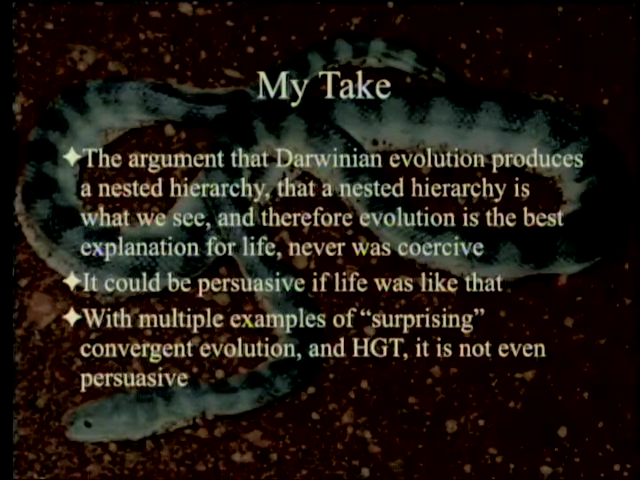 My Take
✦The argument that Darwinian evolution produces
a nested hierarchy, that a nested hierarchy is
what we see, and therefore evolution is the best
explanation for life, never was coercive
✦It could be persuasive if life was like that
✦With multiple examples of “surprising”
convergent evolution, and HGT, it is not even
persuasive